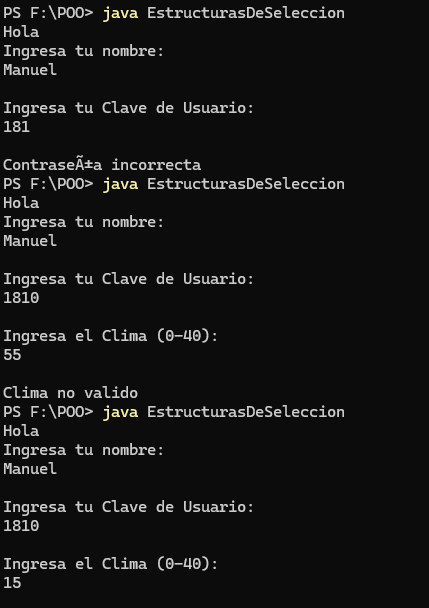 PS F:\POO> java EstructurasDeSeleccion
Hola
Ingresa tu nombre:
Manuel
Ingresa tu Clave de Usuario:
181
ContraseÃ±a incorrecta
PS F:\POO> java EstructurasDeSeleccion
Hola
Ingresa tu nombre:
Manuel
Ingresa tu Clave de Usuario:
1810
Ingresa el Clima (0-40):
55
Clima no valido
PS F:\POO> java EstructurasDeSeleccion
Hola
Ingresa tu nombre:
Manuel
Ingresa tu Clave de Usuario:
1810
Ingresa el Clima (0-40):
15